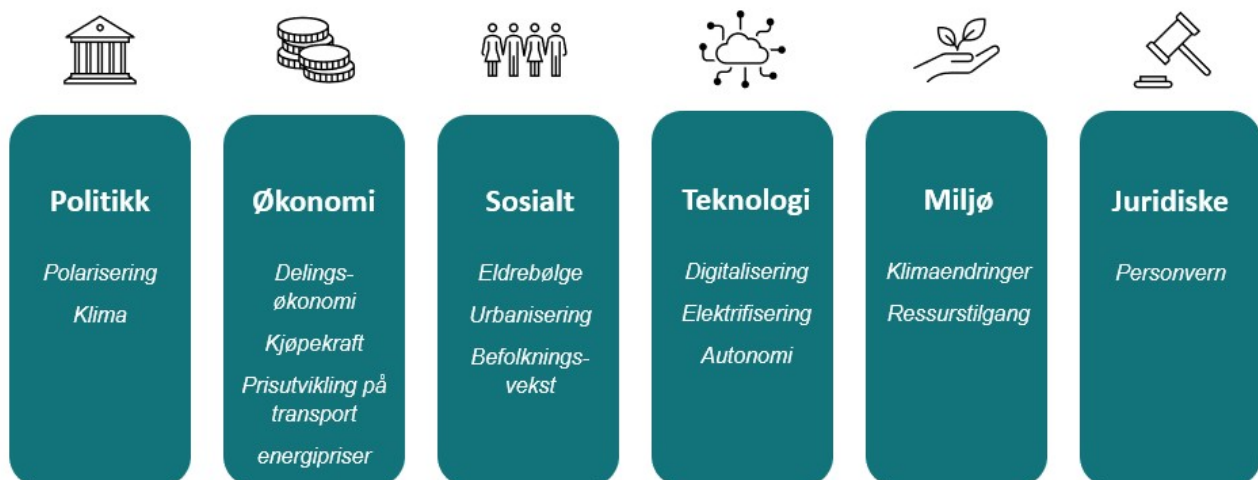 Politikk
Polarisering
Klima
Økonomi
Delings-
økonomi
Kjøpekraft
Prisutvikling på
transport
energipriser
Sosialt
Eldrebølge
Urbanisering
Befolknings-
vekst
Teknologi
Digitalisering
Elektrifisering
Autonomi
Miljø
Klimaendringer
Ressurstilgang
Juridiske
Personvern